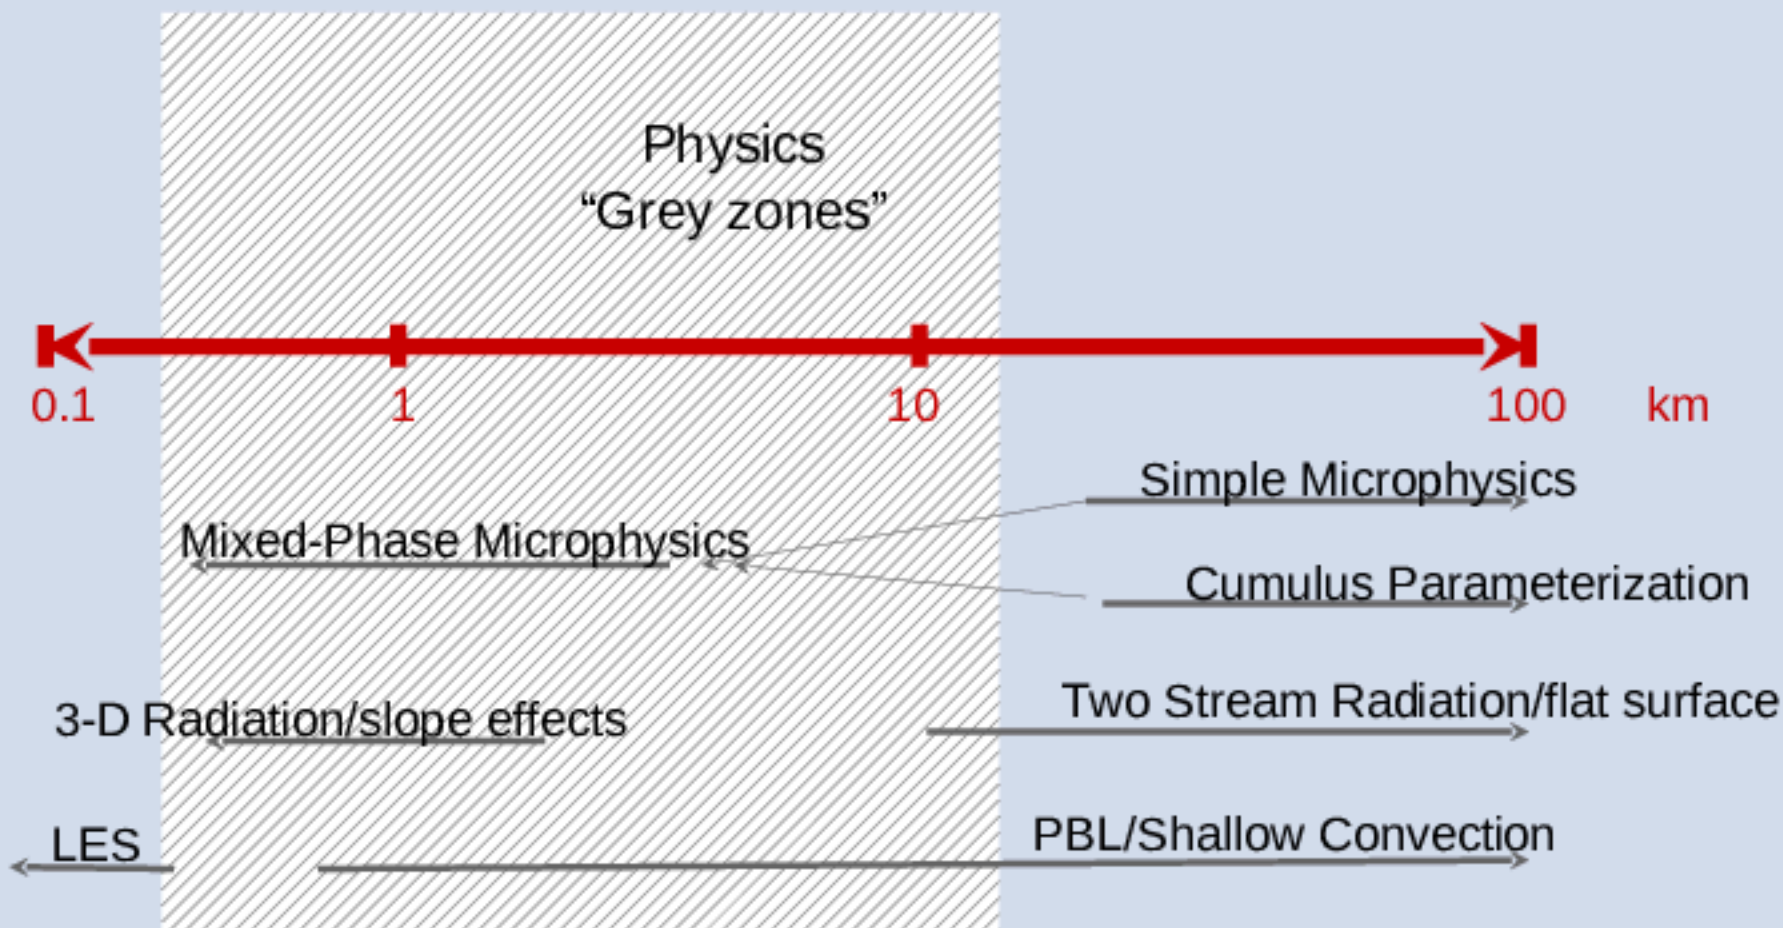 Physics
“Grey zones”
0.1 1 10 100 km
Simple Microphysics
Mixed-Phase Microphysics
Cumulus Parameterization
Two Stream Radiation/flat surface
3-D Radiation/slope effects
PBL/Shallow Convection
LES